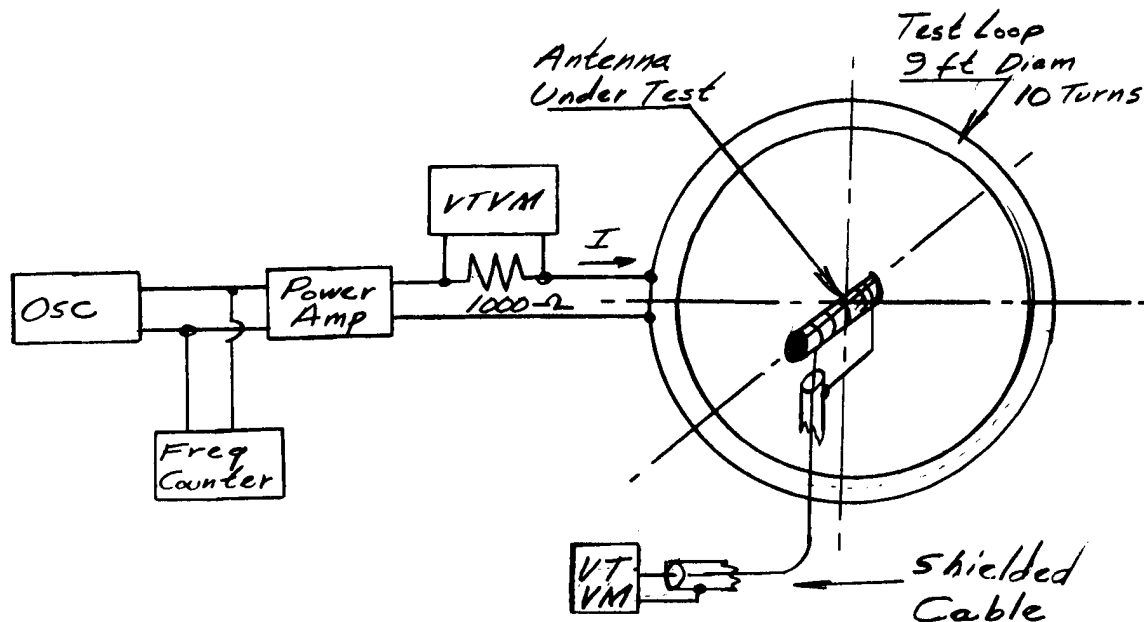 Test Loop
9 ft Diam
10 Turns
Antenna
Under Test
VTVM
I
1000-Ω
Osc
Power
Amp
Freq
Counter
VT
VM
Shielded
Cable